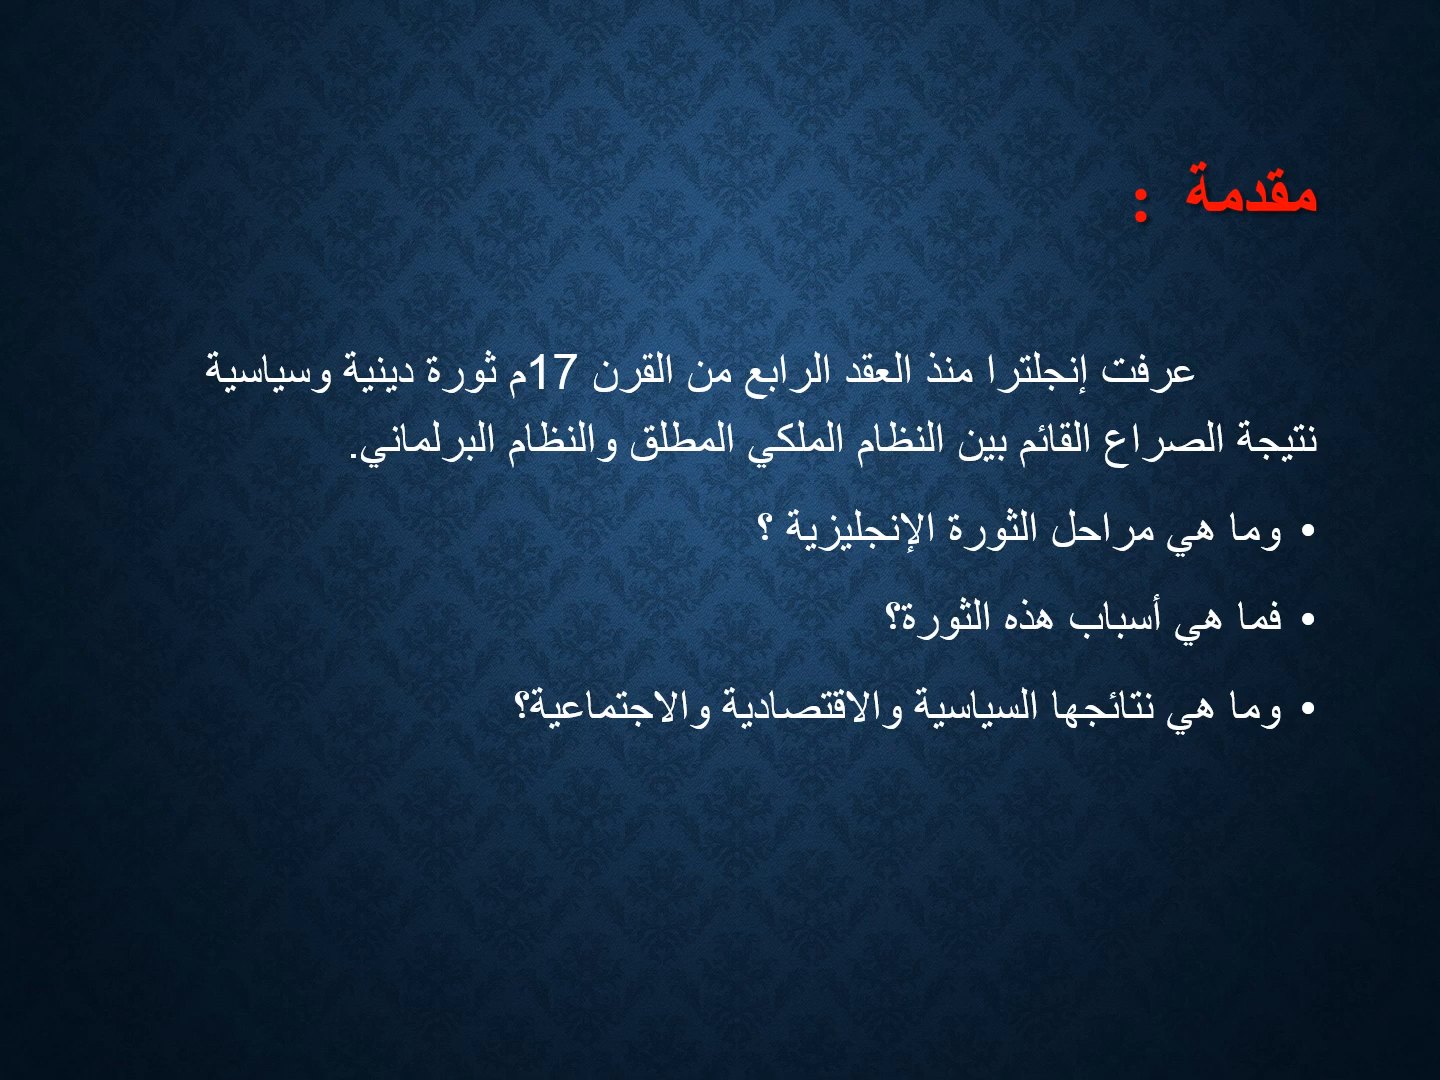 مقدمة :
عرفت إنجلترا منذ العقد الرابع من القرن 17م ثورة دينية وسياسية
نتيجة الصراع القائم بين النظام الملكي المطلق والنظام البرلماني.
• وما هي مراحل الثورة الإنجليزية ؟
• فما هي أسباب هذه الثورة؟
• وما هي نتائجها السياسية والاقتصادية والاجتماعية؟